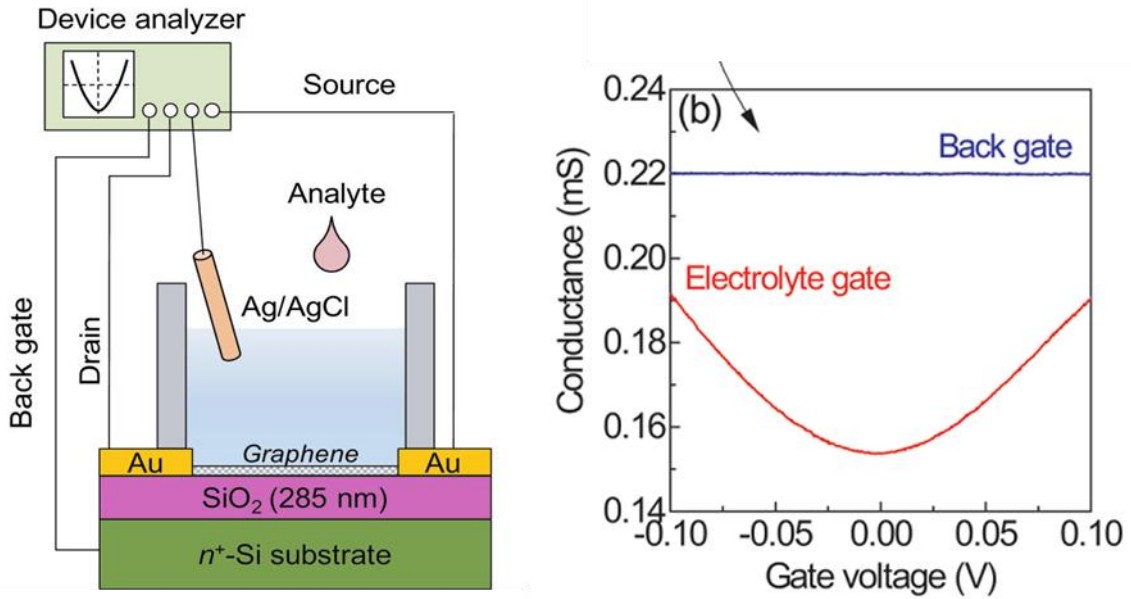 Device analyzer
Source
Analyte
Ag/AgCl
Back gate
Drain
Graphene
Au
Au
SiO₂ (285 nm)
n⁺-Si substrate
(b)
Back gate
Electrolyte gate
Conductance (mS)
0.24
0.22
0.20
0.18
0.16
0.14
-0.10 -0.05 0.00 0.05 0.10
Gate voltage (V)